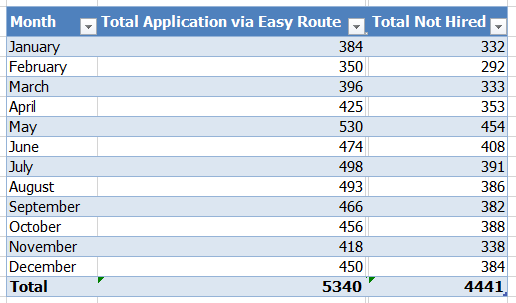 Month Total Application via Easy Route Total Not Hired
January 384 332
February 350 292
March 396 333
April 425 353
May 530 454
June 474 408
July 498 391
August 493 386
September 466 382
October 456 388
November 418 338
December 450 384
Total 5340 4441